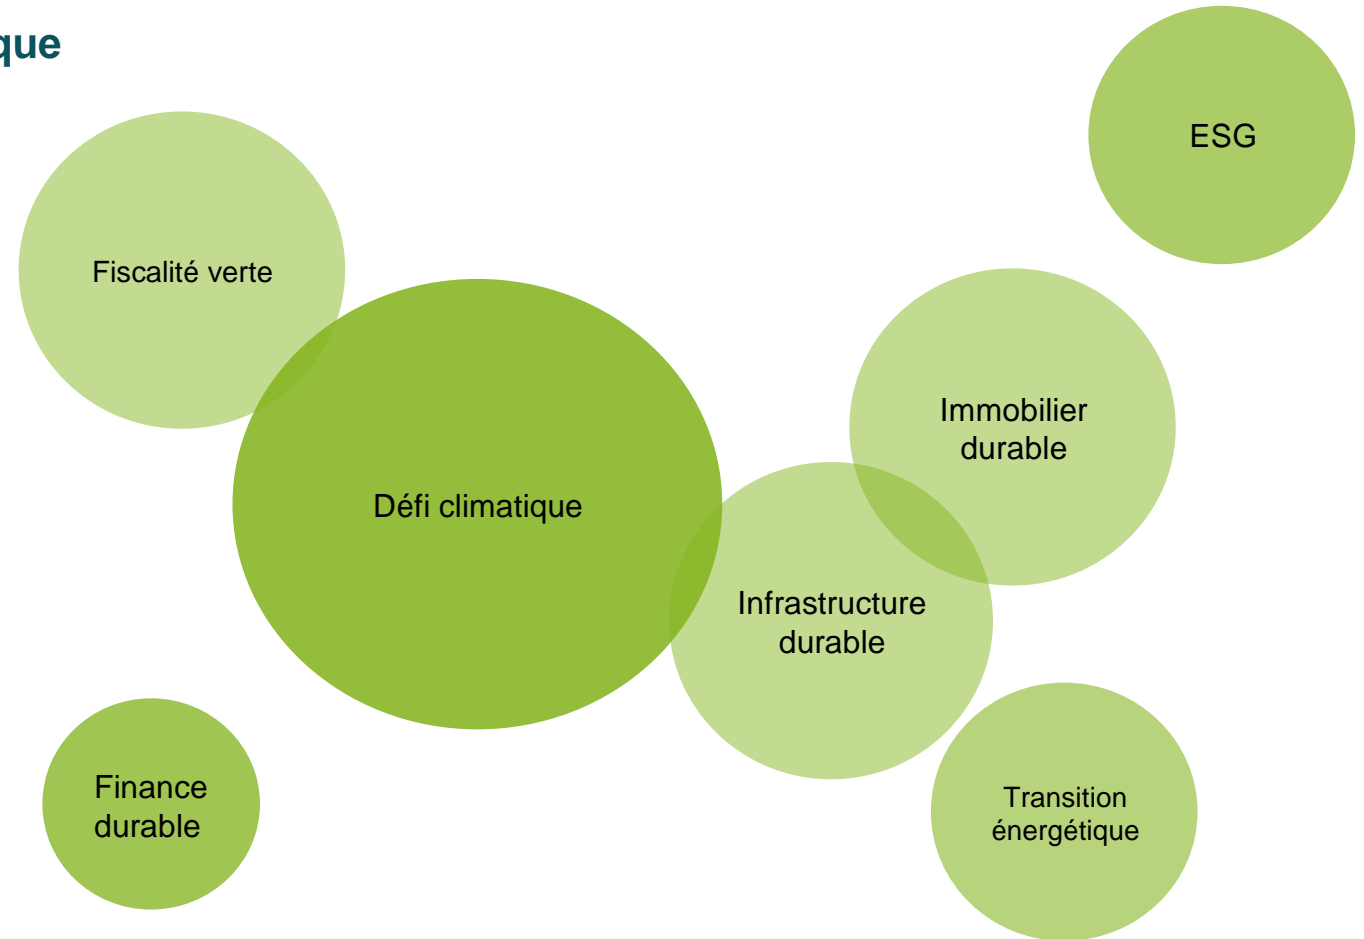 que
ESG
Fiscalité verte
Immobilier
durable
Défi climatique
Infrastructure
durable
Finance
durable
Transition
énergétique